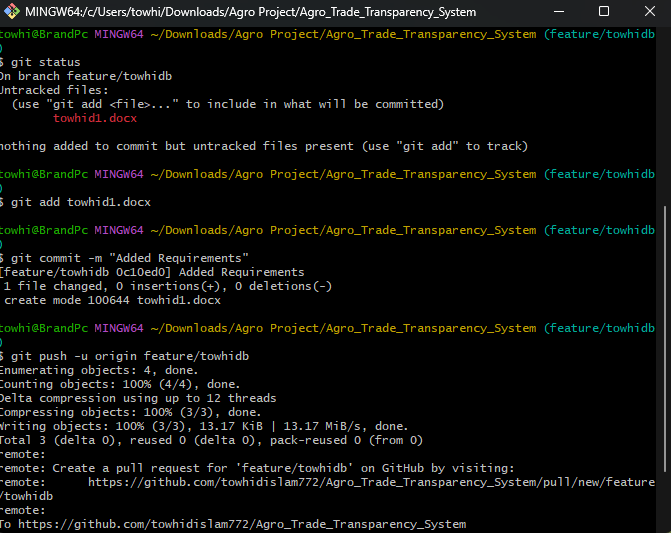 MINGW64:/c/Users/towhi/Downloads/Agro Project/Agro_Trade_Transparency_System
towhi@BrandPc MINGW64 ~/Downloads/Agro Project/Agro_Trade_Transparency_System (feature/towhidb
)
$ git status
On branch feature/towhidb
Untracked files:
  (use "git add <file>..." to include in what will be committed)
        towhid1.docx
nothing added to commit but untracked files present (use "git add" to track)
towhi@BrandPc MINGW64 ~/Downloads/Agro Project/Agro_Trade_Transparency_System (feature/towhidb
)
$ git add towhid1.docx
towhi@BrandPc MINGW64 ~/Downloads/Agro Project/Agro_Trade_Transparency_System (feature/towhidb
)
$ git commit -m "Added Requirements"
[feature/towhidb 0c10ed0] Added Requirements
 1 file changed, 0 insertions(+), 0 deletions(-)
 create mode 100644 towhid1.docx
towhi@BrandPc MINGW64 ~/Downloads/Agro Project/Agro_Trade_Transparency_System (feature/towhidb
)
$ git push -u origin feature/towhidb
Enumerating objects: 4, done.
Counting objects: 100% (4/4), done.
Delta compression using up to 12 threads
Compressing objects: 100% (3/3), done.
Writing objects: 100% (3/3), 13.17 KiB | 13.17 MiB/s, done.
Total 3 (delta 0), reused 0 (delta 0), pack-reused 0 (from 0)
remote:
remote: Create a pull request for 'feature/towhidb' on GitHub by visiting:
remote:      https://github.com/towhidislam772/Agro_Trade_Transparency_System/pull/new/feature
/towhidb
remote:
To https://github.com/towhidislam772/Agro_Trade_Transparency_System